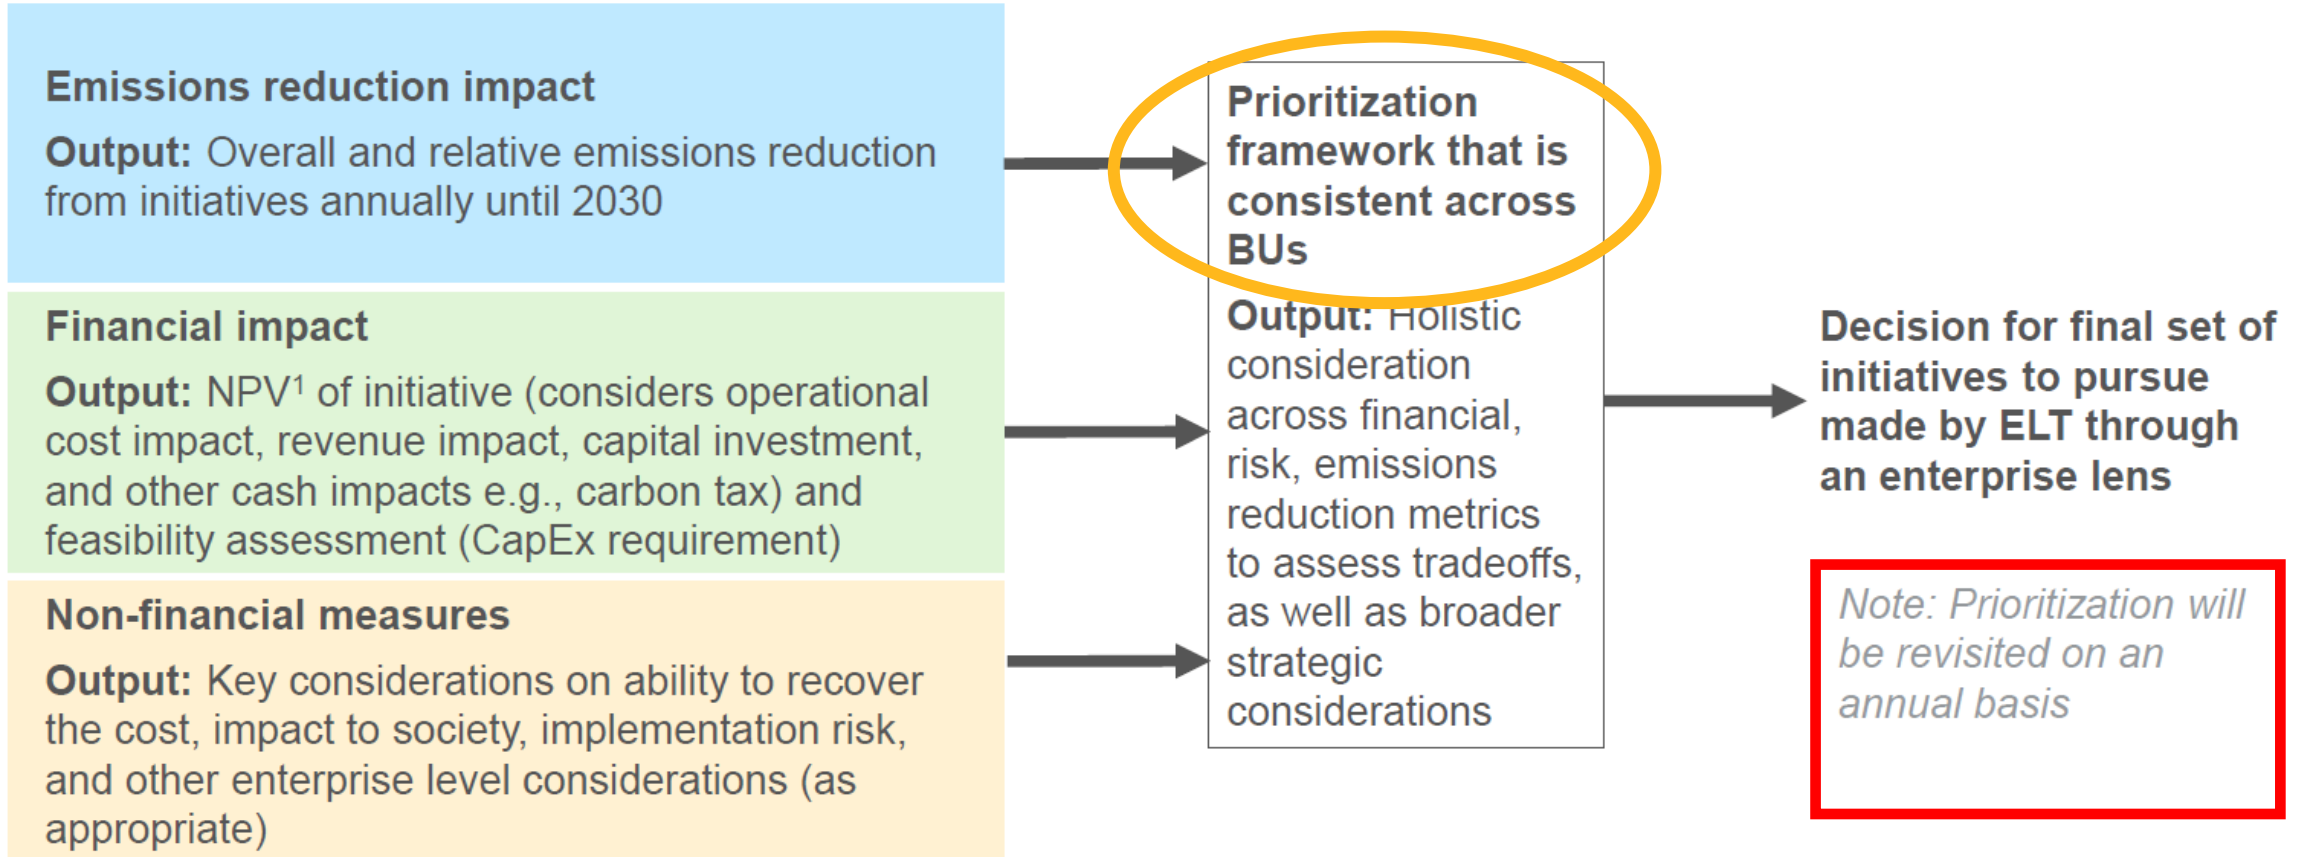 Emissions reduction impact
Output: Overall and relative emissions reduction
from initiatives annually until 2030
Financial impact
Output: NPV¹ of initiative (considers operational
cost impact, revenue impact, capital investment,
and other cash impacts e.g., carbon tax) and
feasibility assessment (CapEx requirement)
Non-financial measures
Output: Key considerations on ability to recover
the cost, impact to society, implementation risk,
and other enterprise level considerations (as
appropriate)
Prioritization
framework that is
consistent across
BUs
Output: Holistic
consideration
across financial,
risk, emissions
reduction metrics
to assess tradeoffs,
as well as broader
strategic
considerations
Decision for final set of
initiatives to pursue
made by ELT through
an enterprise lens
Note: Prioritization will
be revisited on an
annual basis